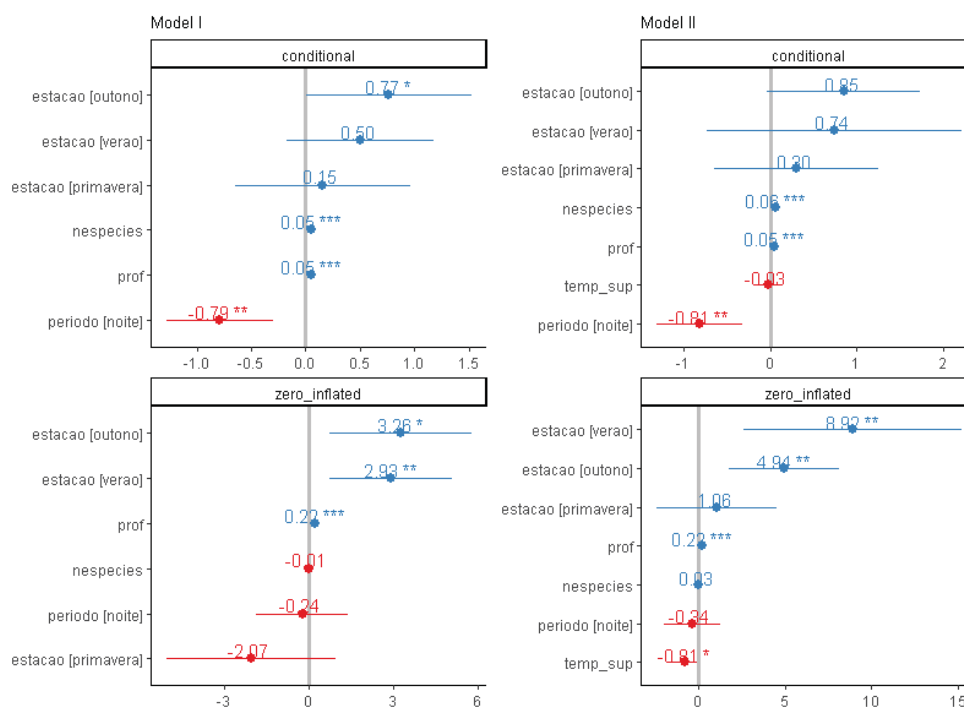 Model I
conditional
estacao [outono]
0.77 *
estacao [verao]
0.50
estacao [primavera]
0.15
nespecies
0.05 ***
prof
0.05 ***
periodo [noite]
-0.79 **
-1.0 -0.5 0.0 0.5 1.0 1.5
zero_inflated
estacao [outono]
3.26 *
estacao [verao]
2.93 **
prof
0.22 ***
nespecies
-0.01
periodo [noite]
-0.24
estacao [primavera]
-2.07
-3 0 3 6
Model II
conditional
estacao [outono]
0.85
estacao [verao]
0.74
estacao [primavera]
0.30
nespecies
0.06 ***
prof
0.05 ***
temp_sup
-0.03
periodo [noite]
-0.81 **
-1 0 1 2
zero_inflated
estacao [verao]
8.92 **
estacao [outono]
4.94 **
estacao [primavera]
1.06
prof
0.22 ***
nespecies
0.03
periodo [noite]
-0.34
temp_sup
-0.81 *
0 5 10 15